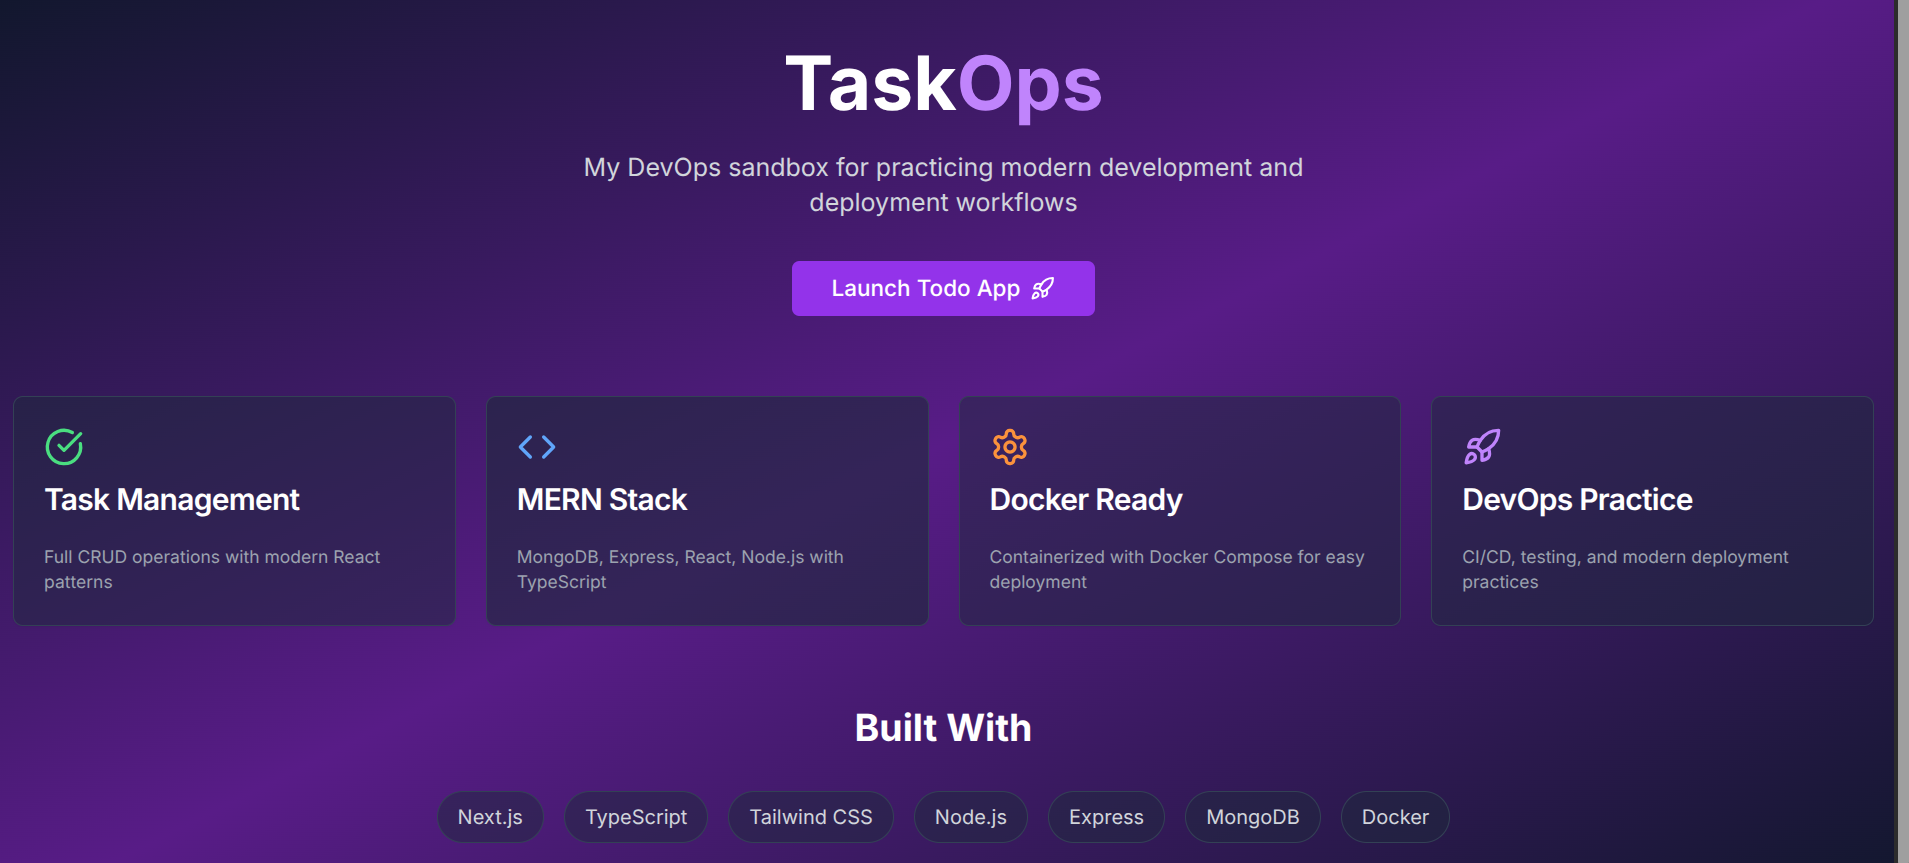 TaskOps
My DevOps sandbox for practicing modern development and
deployment workflows
Launch Todo App
Task Management
Full CRUD operations with modern React
patterns
MERN Stack
MongoDB, Express, React, Node.js with
TypeScript
Docker Ready
Containerized with Docker Compose for easy
deployment
DevOps Practice
CI/CD, testing, and modern deployment
practices
Built With
Next.js TypeScript Tailwind CSS Node.js Express MongoDB Docker